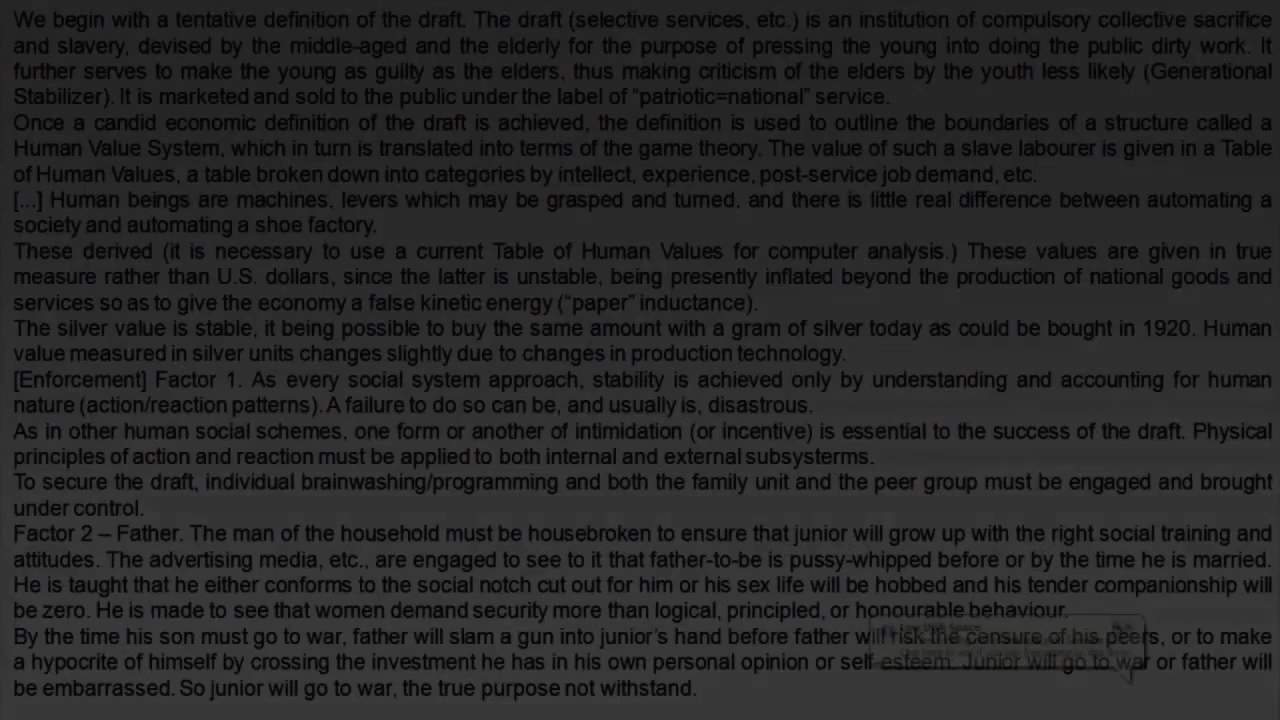 We begin with a tentative definition of the draft. The draft (selective services, etc.) is an institution of compulsory collective sacrifice
and slavery, devised by the middle-aged and the elderly for the purpose of pressing the young into doing the public dirty work. It
further serves to make the young as guilty as the elders, thus making criticism of the elders by the youth less likely (Generational
Stabilizer). It is marketed and sold to the public under the label of “patriotic=national” service.
Once a candid economic definition of the draft is achieved, the definition is used to outline the boundaries of a structure called a
Human Value System, which in turn is translated into terms of the game theory. The value of such a slave labourer is given in a Table
of Human Values, a table broken down into categories by intellect, experience, post-service job demand, etc.
[...] Human beings are machines, levers which may be grasped and turned, and there is little real difference between automating a
society and automating a shoe factory.
These derived (it is necessary to use a current Table of Human Values for computer analysis.) These values are given in true
measure rather than U.S. dollars, since the latter is unstable, being presently inflated beyond the production of national goods and
services so as to give the economy a false kinetic energy (“paper” inductance).
The silver value is stable, it being possible to buy the same amount with a gram of silver today as could be bought in 1920. Human
value measured in silver units changes slightly due to changes in production technology.
[Enforcement] Factor 1. As every social system approach, stability is achieved only by understanding and accounting for human
nature (action/reaction patterns). A failure to do so can be, and usually is, disastrous.
As in other human social schemes, one form or another of intimidation (or incentive) is essential to the success of the draft. Physical
principles of action and reaction must be applied to both internal and external subsystems.
To secure the draft, individual brainwashing/programming and both the family unit and the peer group must be engaged and brought
under control.
Factor 2 – Father. The man of the household must be housebroken to ensure that junior will grow up with the right social training and
attitudes. The advertising media, etc., are engaged to see to it that father-to-be is pussy-whipped before or by the time he is married.
He is taught that he either conforms to the social notch cut out for him or his sex life will be hobbed and his tender companionship will
be zero. He is made to see that women demand security more than logical, principled, or honourable behaviour.
By the time his son must go to war, father will slam a gun into junior’s hand before father will risk the censure of his peers, or to make
a hypocrite of himself by crossing the investment he has in his own personal opinion or self-esteem. Junior will go to war or father will
be embarrassed. So junior will go to war, the true purpose not withstand.